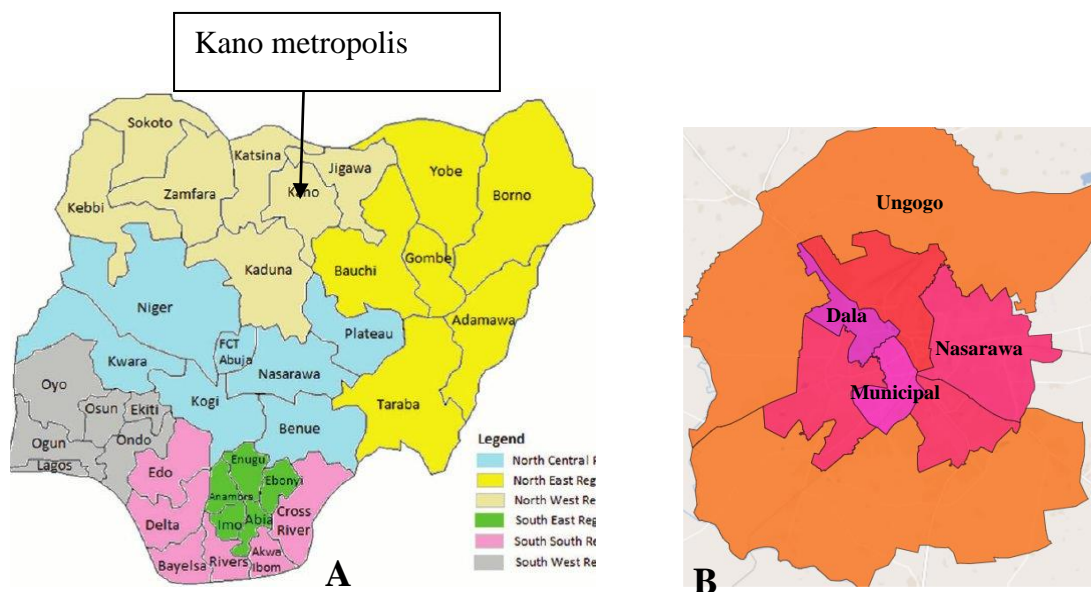 Kano metropolis
Sokoto
Katsina
Jigawa
Yobe
Borno
Zamfara
Kano
Kebbi
Kaduna
Bauchi
Gombe
Niger
Adamawa
Plateau
FCT
Abuja
Kwara
Nasarawa
Oyo
Taraba
Kogi
Osun
Ekiti
Benue
Ogun
Ondo
Lagos
Edo
Enugu
Ebonyi
Anambra
Cross
River
Delta
Imo
Abia
Akwa
Ibom
Bayelsa
Rivers
Legend
North Central R
North East Reg
North West Re
South East Reg
South South Re
South West Re
A
Ungogo
Dala
Nasarawa
Municipal
B